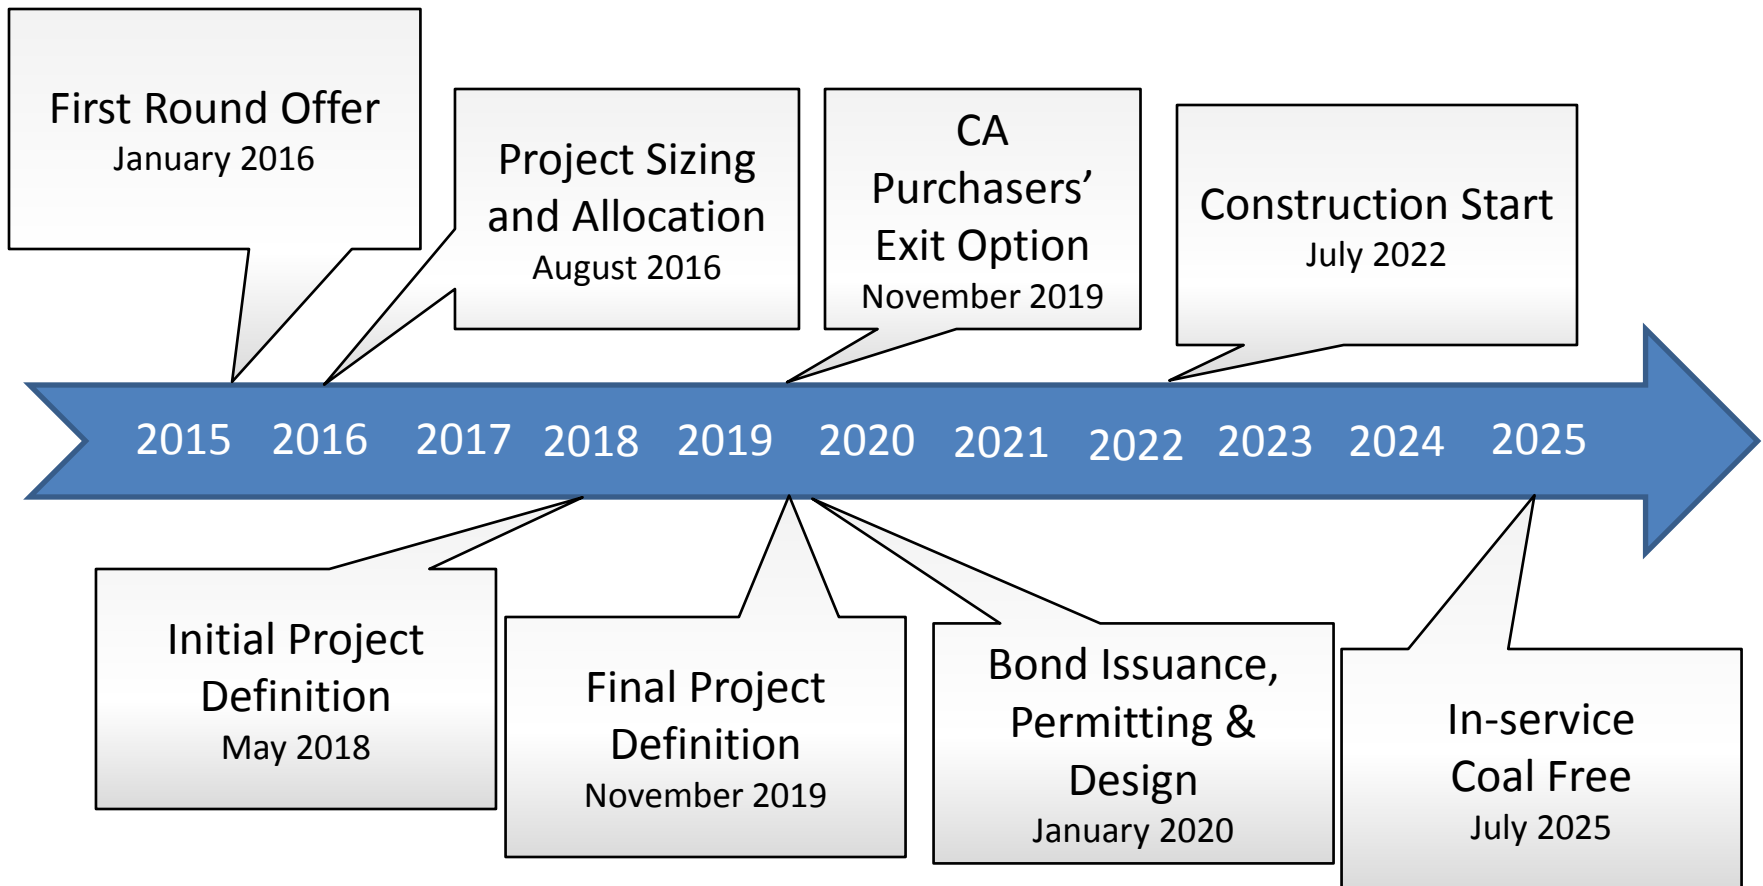 First Round Offer
January 2016
Project Sizing
and Allocation
August 2016
CA
Purchasers’
Exit Option
November 2019
Construction Start
July 2022
2015 2016 2017 2018 2019 2020 2021 2022 2023 2024 2025
Initial Project
Definition
May 2018
Final Project
Definition
November 2019
Bond Issuance,
Permitting &
Design
January 2020
In-service
Coal Free
July 2025